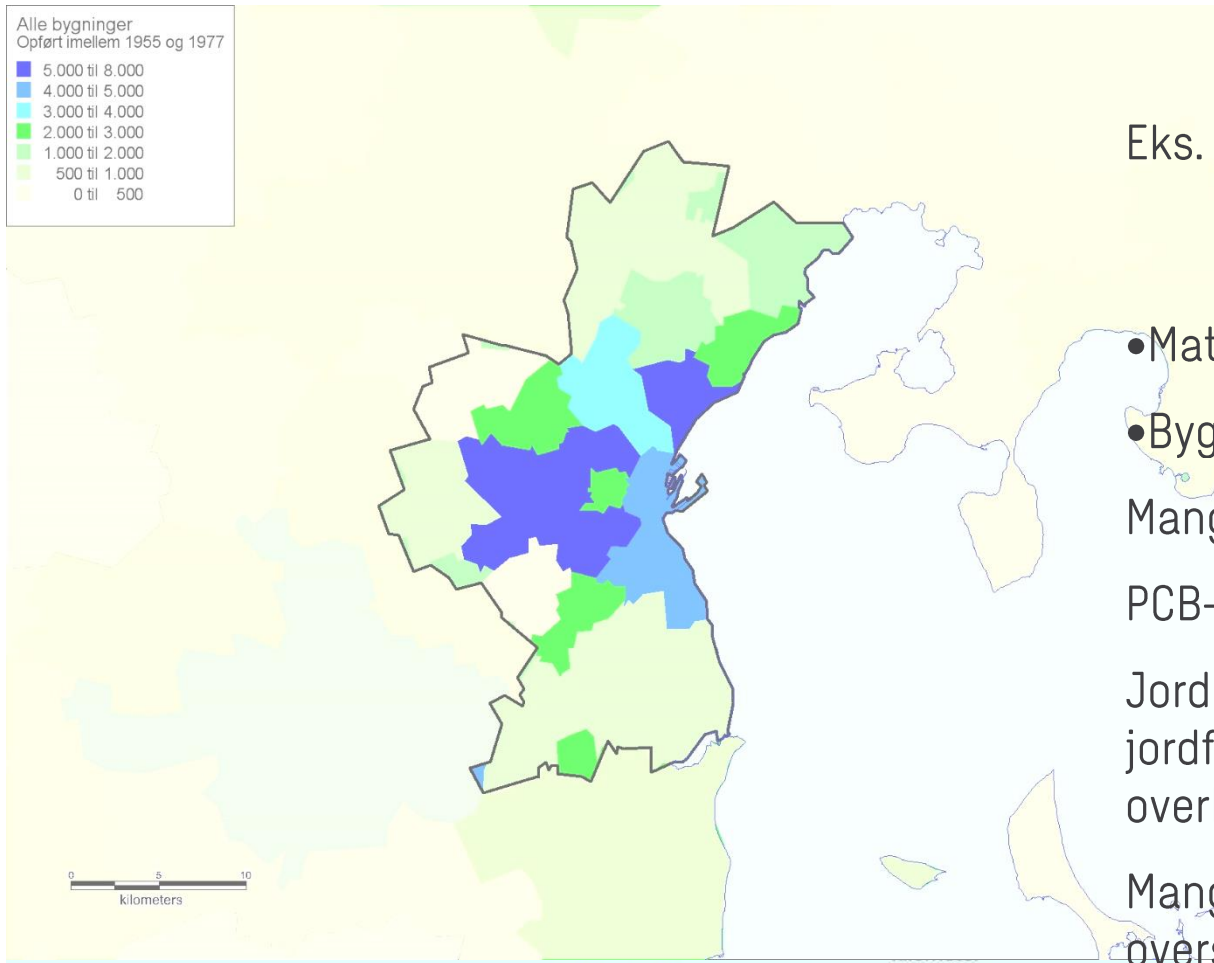 Alle bygninger
Opført imellem 1955 og 1977
5.000 til 8.000
4.000 til 5.000
3.000 til 4.000
2.000 til 3.000
1.000 til 2.000
500 til 1.000
0 til 500
Eks.
•Mat
•Byg
Mang
PCB-
Jord
jordf
over
Mang
overs
0 5 10
kilometers